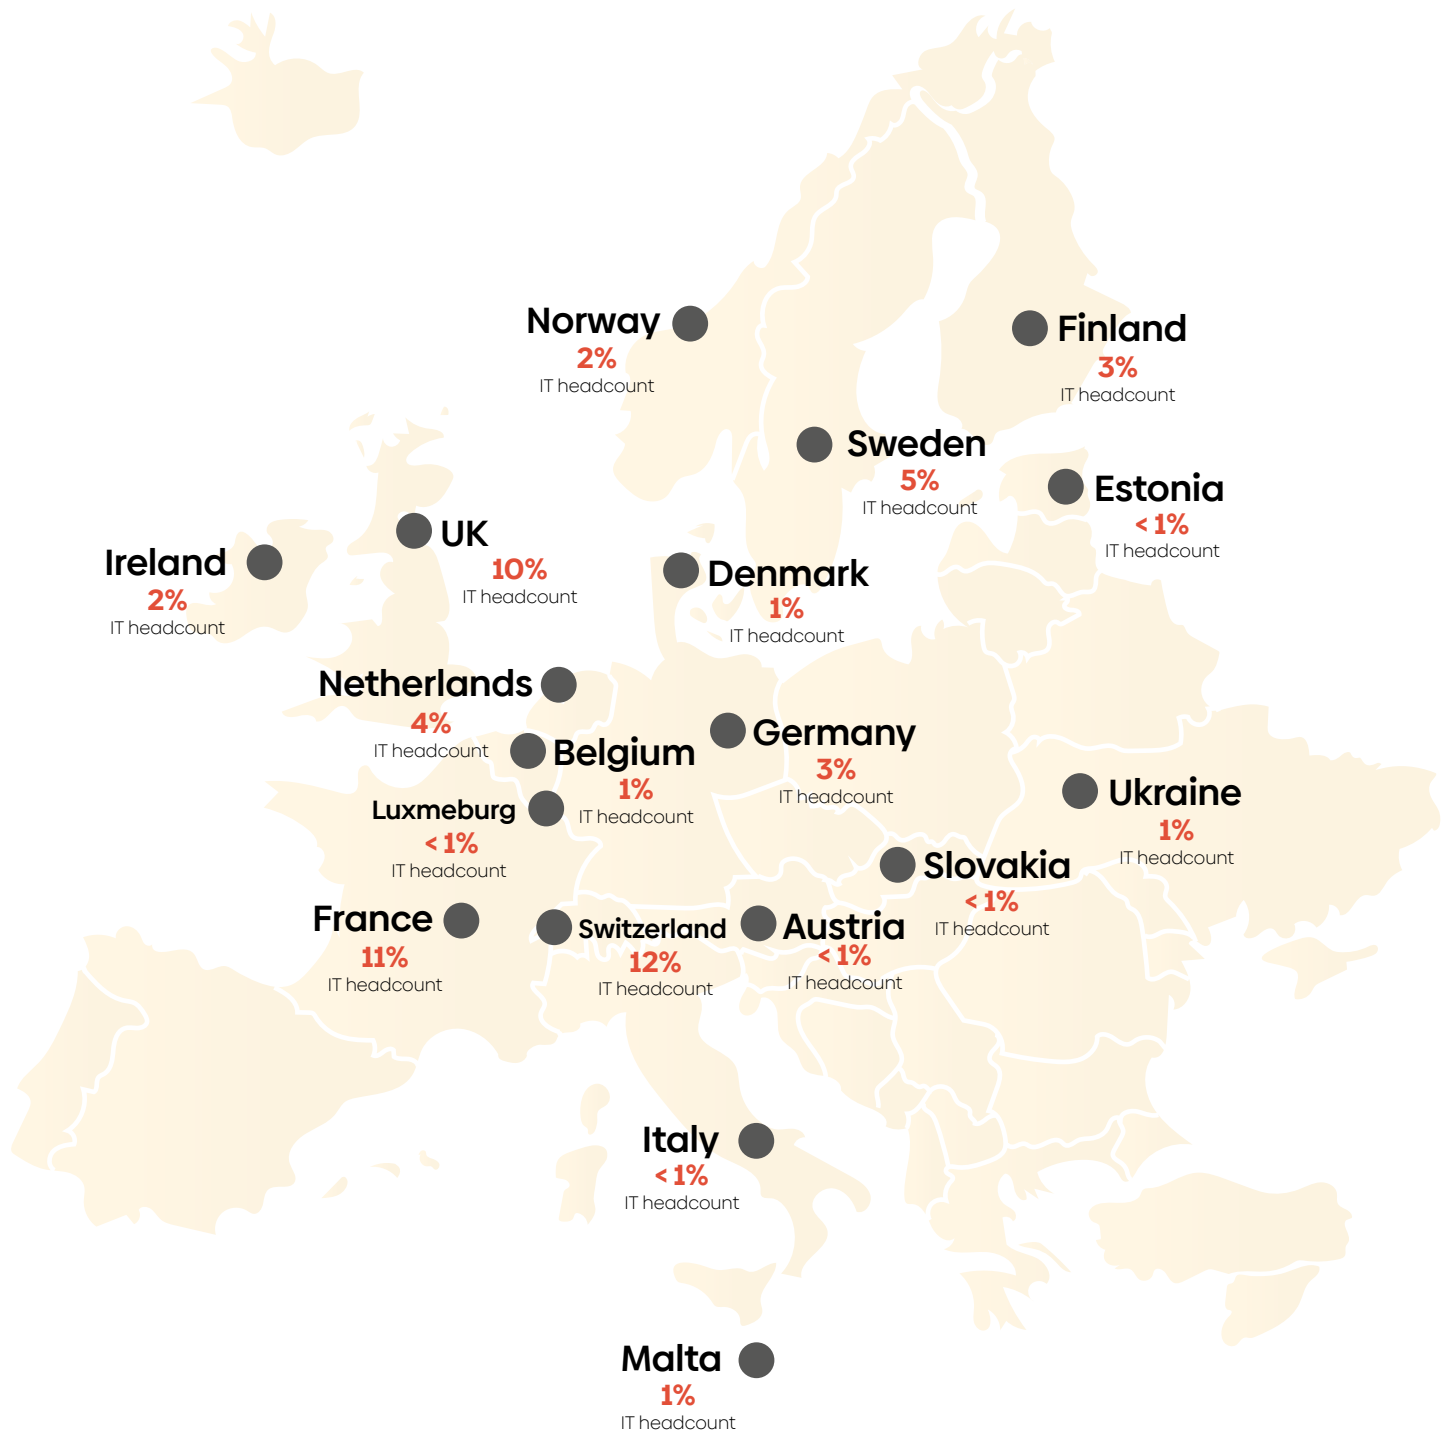 Norway
2%
IT headcount
Finland
3%
IT headcount
Sweden
5%
IT headcount
Estonia
< 1%
IT headcount
UK
10%
IT headcount
Ireland
2%
IT headcount
Denmark
1%
IT headcount
Netherlands
4%
IT headcount
Germany
3%
IT headcount
Belgium
1%
IT headcount
Ukraine
1%
IT headcount
Luxmeburg
< 1%
IT headcount
Slovakia
< 1%
IT headcount
France
11%
IT headcount
Switzerland
12%
IT headcount
Austria
< 1%
IT headcount
Italy
< 1%
IT headcount
Malta
1%
IT headcount